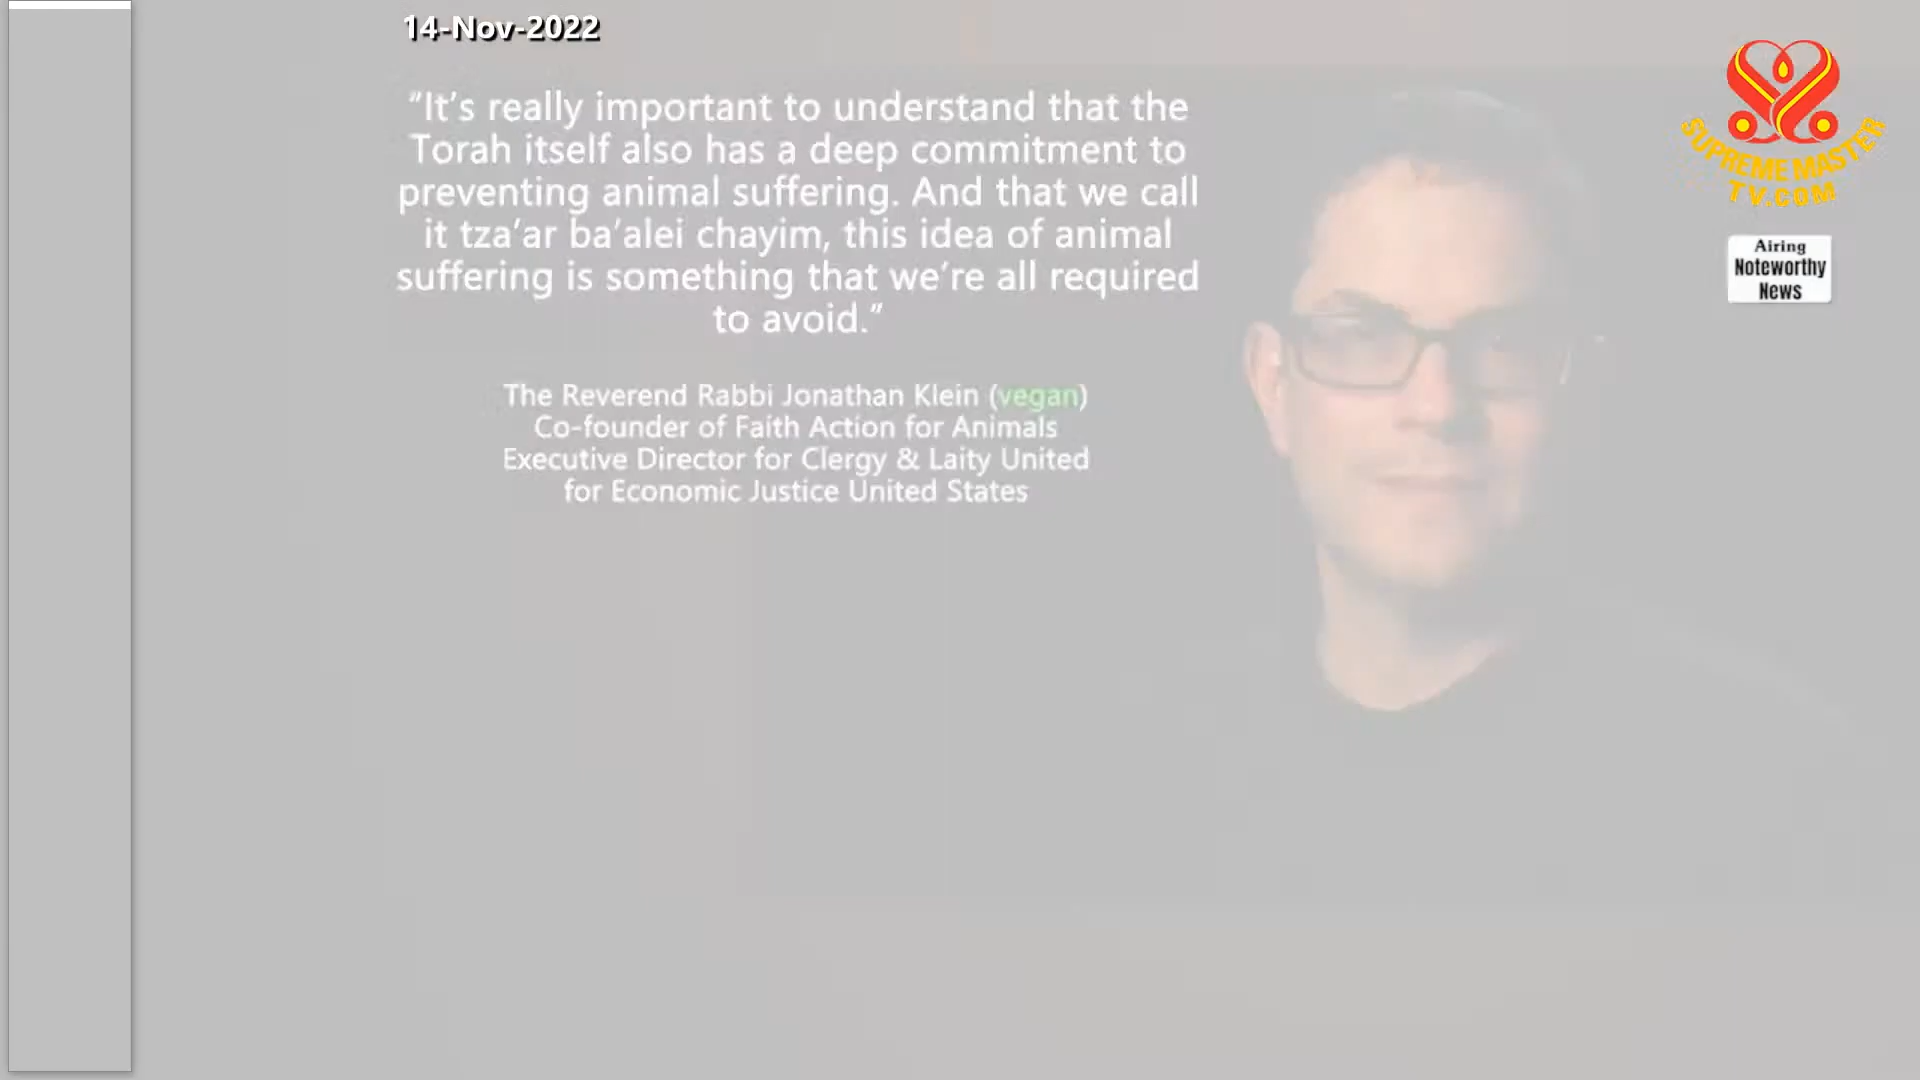 14-Nov-2022
"It's really important to understand that the
Torah itself also has a deep commitment to
preventing animal suffering. And that we call
it tza'ar ba'alei chayim, this idea of animal
suffering is something that we're all required
to avoid."
The Reverend Rabbi Jonathan Klein (vegan)
Co-founder of Faith Action for Animals
Executive Director for Clergy & Laity United
for Economic Justice United States
SUPREME MASTER
TV.COM
Airing
Noteworthy
News